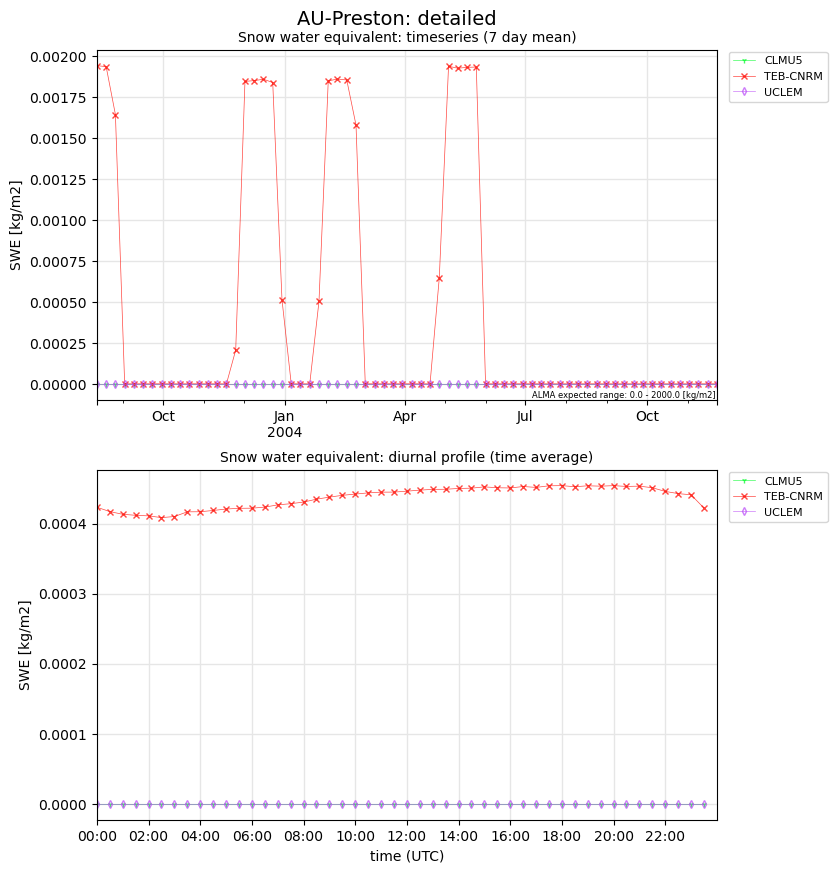 AU-Preston: detailed
Snow water equivalent: timeseries (7 day mean)
CLMU5
TEB-CNRM
UCLEM
SWE [kg/m2]
0.00200
0.00175
0.00150
0.00125
0.00100
0.00075
0.00050
0.00025
0.00000
ALMA expected range: 0.0 - 2000.0 [kg/m2]
Oct Jan Apr Jul Oct
2004
Snow water equivalent: diurnal profile (time average)
CLMU5
TEB-CNRM
UCLEM
SWE [kg/m2]
0.0004
0.0003
0.0002
0.0001
0.0000
00:00 02:00 04:00 06:00 08:00 10:00 12:00 14:00 16:00 18:00 20:00 22:00
time (UTC)